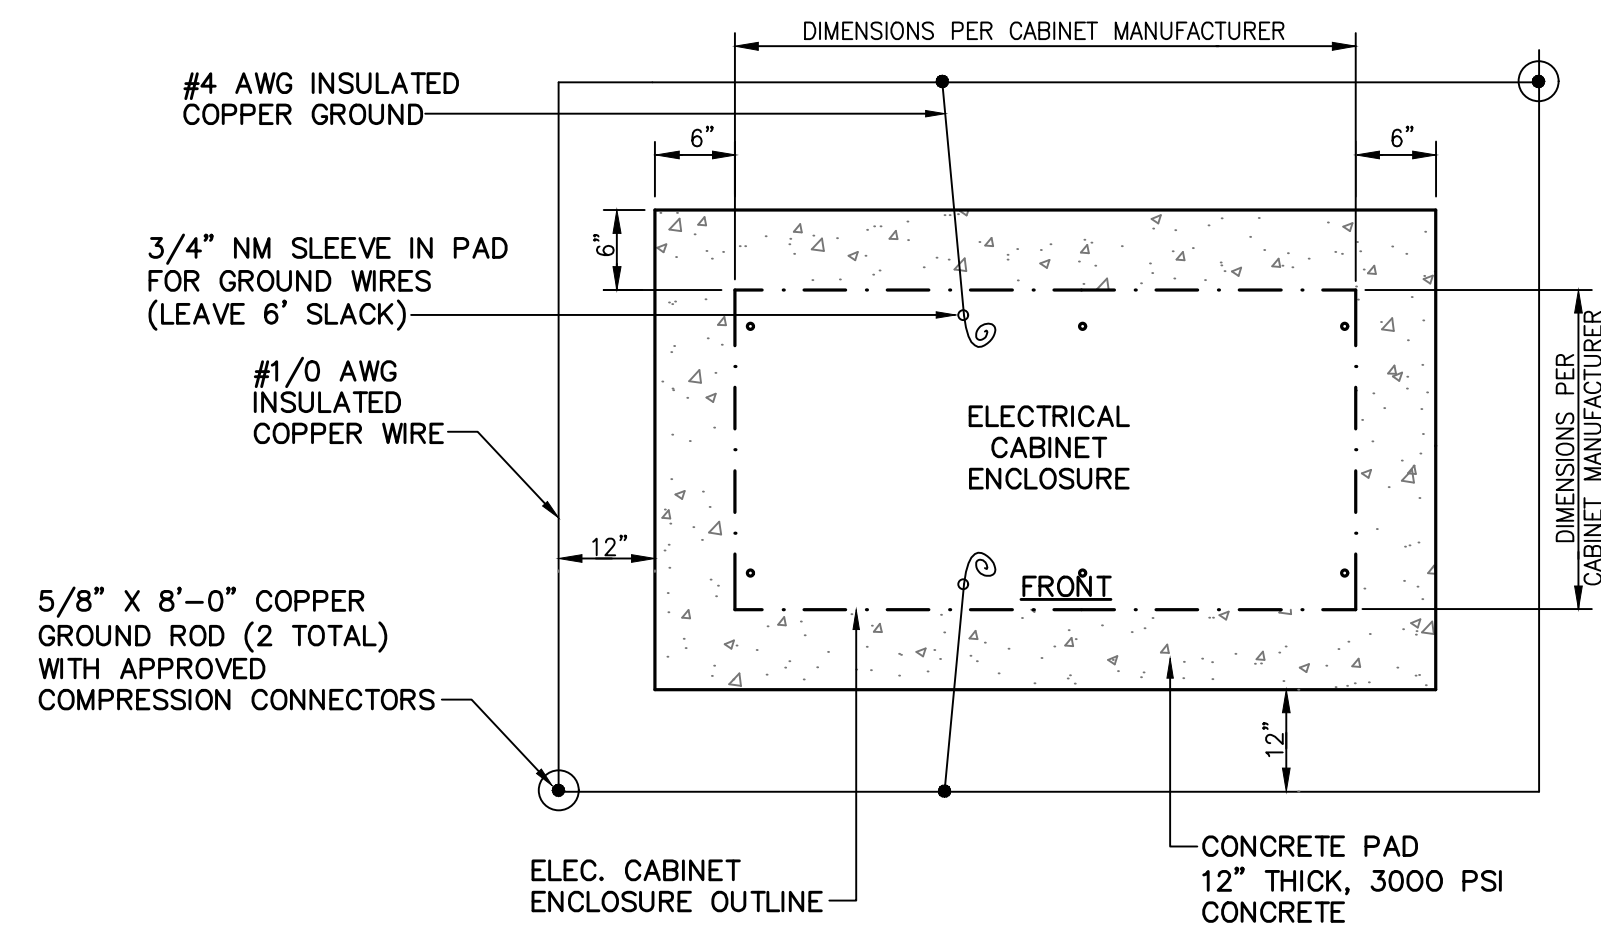 DIMENSIONS PER CABINET MANUFACTURER
#4 AWG INSULATED
COPPER GROUND
6”
6”
6”
3/4” NM SLEEVE IN PAD
FOR GROUND WIRES
(LEAVE 6’ SLACK)
#1/0 AWG
INSULATED
COPPER WIRE
ELECTRICAL
CABINET
ENCLOSURE
DIMENSIONS PER
CABINET MANUFACTURER
12”
FRONT
5/8” X 8’-0” COPPER
GROUND ROD (2 TOTAL)
WITH APPROVED
COMPRESSION CONNECTORS
12”
ELEC. CABINET
ENCLOSURE OUTLINE
CONCRETE PAD
12” THICK, 3000 PSI
CONCRETE